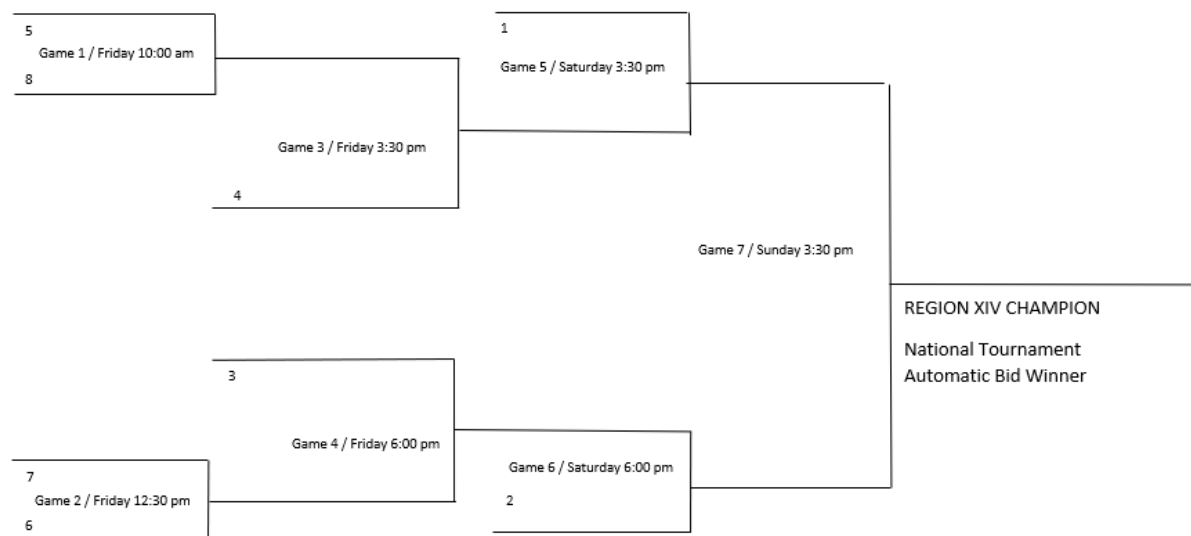 5
Game 1 / Friday 10:00 am
8
1
Game 5 / Saturday 3:30 pm
Game 3 / Friday 3:30 pm
4
Game 7 / Sunday 3:30 pm
REGION XIV CHAMPION
National Tournament
Automatic Bid Winner
3
Game 4 / Friday 6:00 pm
Game 6 / Saturday 6:00 pm
2
7
Game 2 / Friday 12:30 pm
6